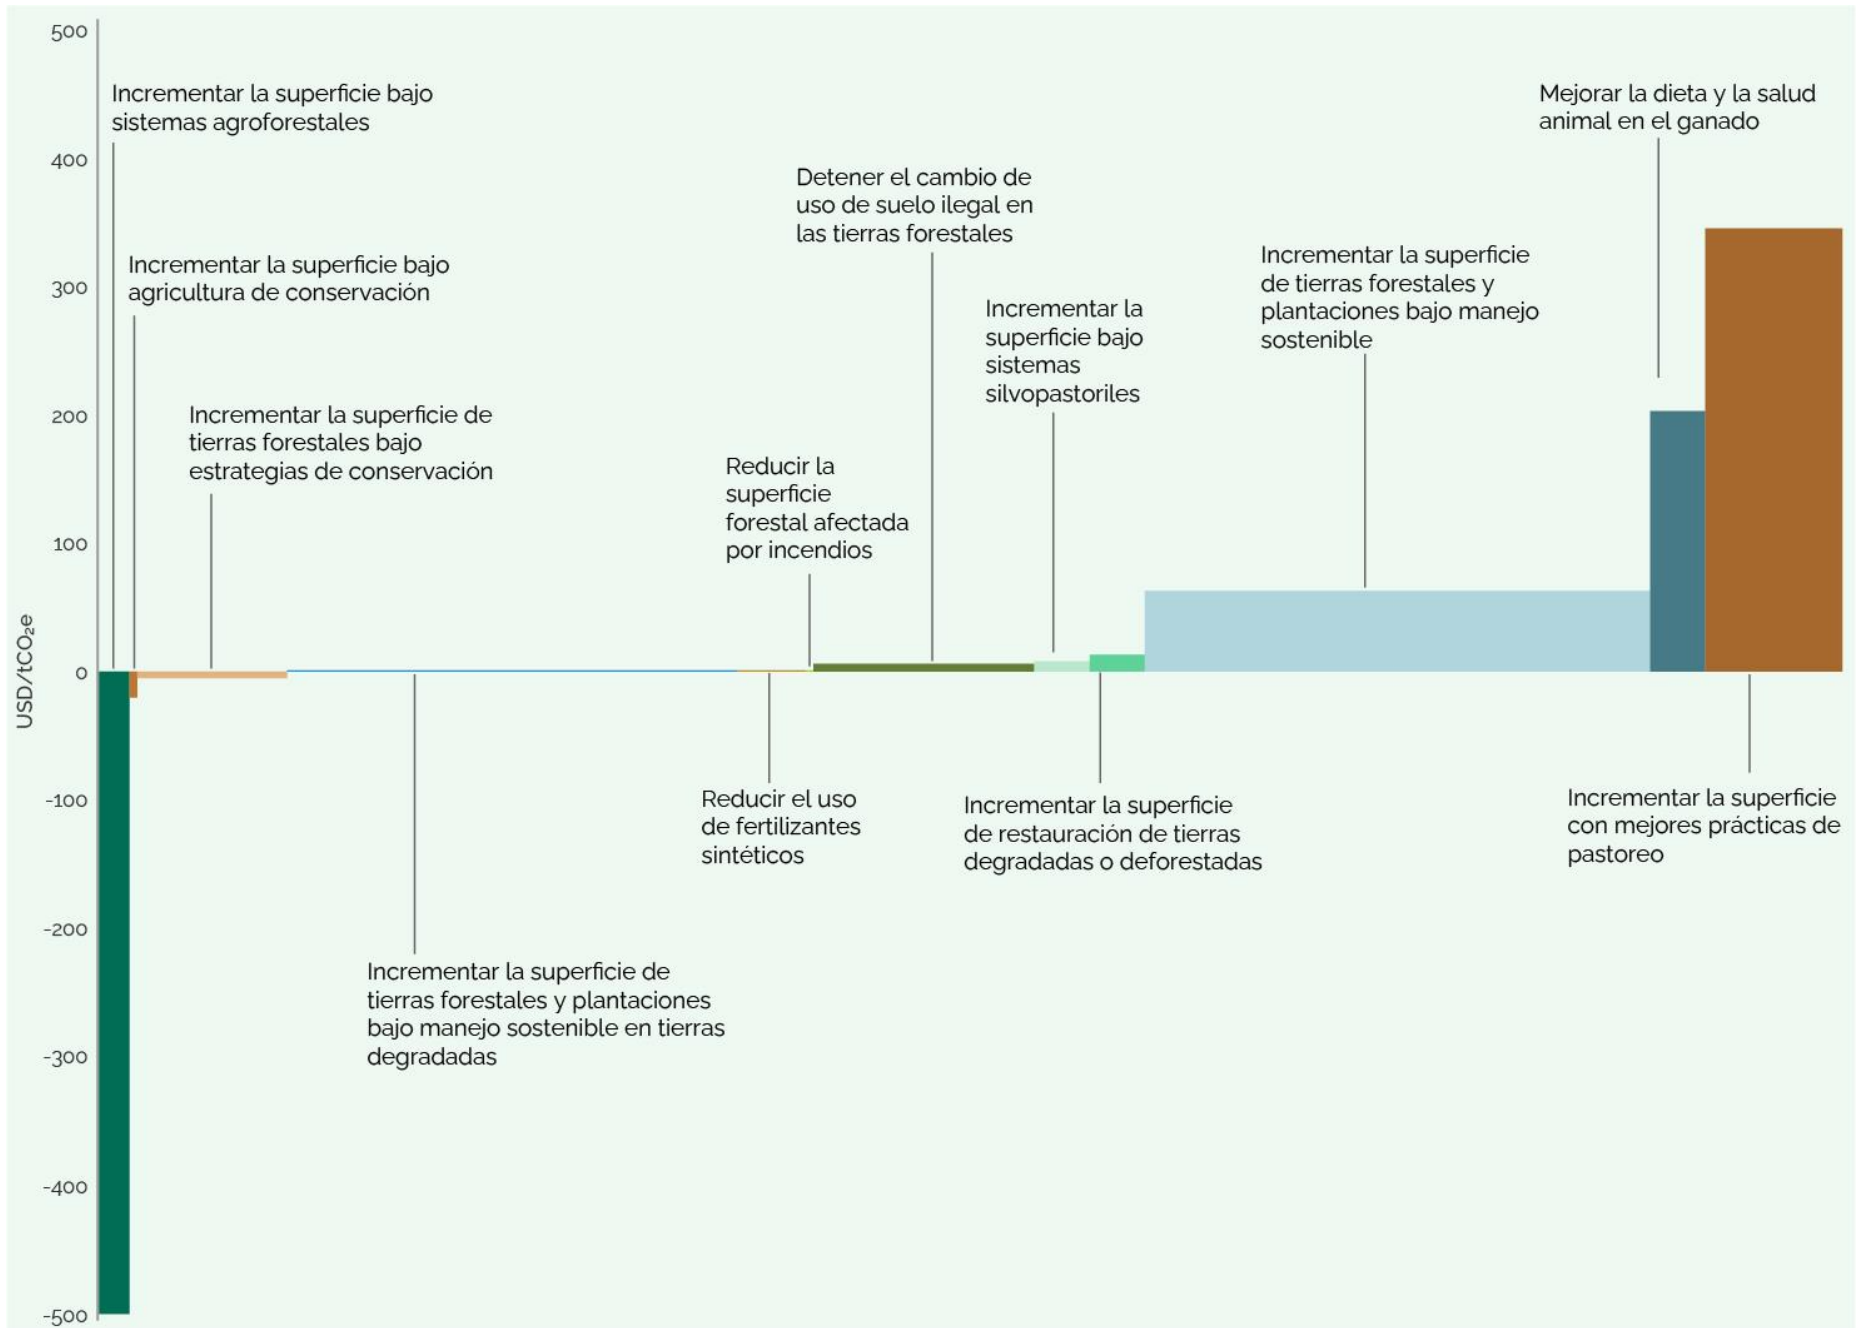 500
400
300
200
100
0
-100
-200
-300
-400
-500
USD/tCO₂e
Incrementar la superficie bajo
sistemas agroforestales
Incrementar la superficie bajo
agricultura de conservación
Incrementar la superficie de
tierras forestales bajo
estrategias de conservación
Incrementar la superficie de
tierras forestales y plantaciones
bajo manejo sostenible en tierras
degradadas
Reducir el uso
de fertilizantes
sintéticos
Reducir la
superficie
forestal afectada
por incendios
Detener el cambio de
uso de suelo ilegal en
las tierras forestales
Incrementar la
superficie bajo
sistemas
silvopastoriles
Incrementar la superficie
de restauración de tierras
degradadas o deforestadas
Incrementar la superficie
de tierras forestales y
plantaciones bajo manejo
sostenible
Mejorar la dieta y la salud
animal en el ganado
Incrementar la superficie
con mejores prácticas de
pastoreo